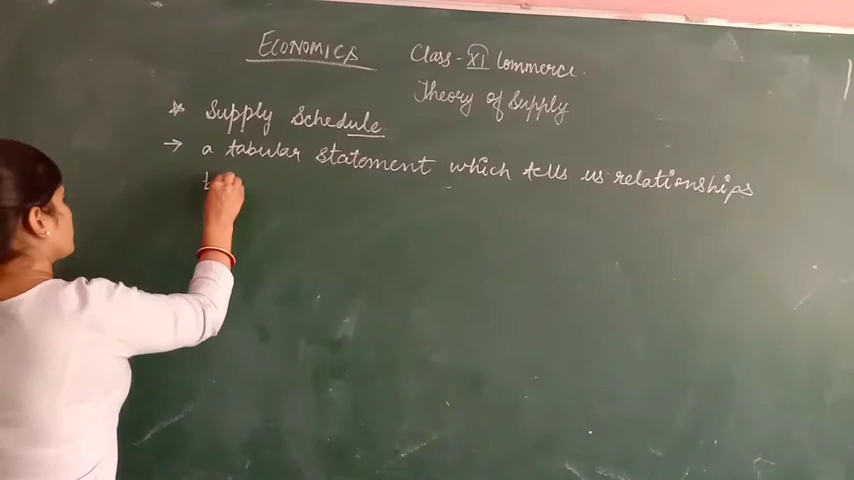 Economics Class - XI Commerce.
Theory of Supply
* Supply Schedule.
→ a tabular statement which tells us relationships